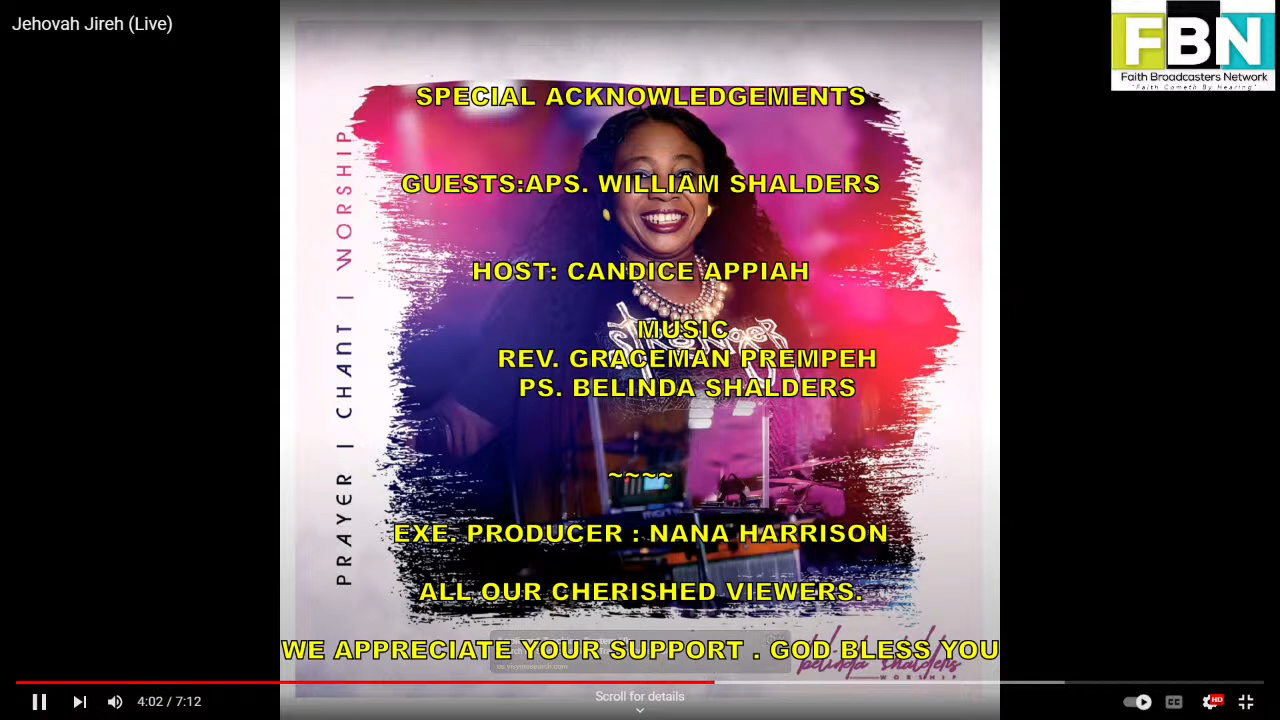 Jehovah Jireh (Live)
FBN
Faith Broadcasters Network
"Faith Cometh By Hearing"
SPECIAL ACKNOWLEDGEMENTS
GUESTS:APS. WILLIAM SHALDERS
HOST: CANDICE APPIAH
MUSIC
REV. GRACEMAN PREMPEH
PS. BELINDA SHALDERS
~~~~
EXE. PRODUCER : NANA HARRISON
ALL OUR CHERISHED VIEWERS.
WE APPRECIATE YOUR SUPPORT . GOD BLESS YOU
PRAYER | CHANT | WORSHIP
belinda shalders
WORSHIP
Scroll for details
4:02 / 7:12
CC
HD